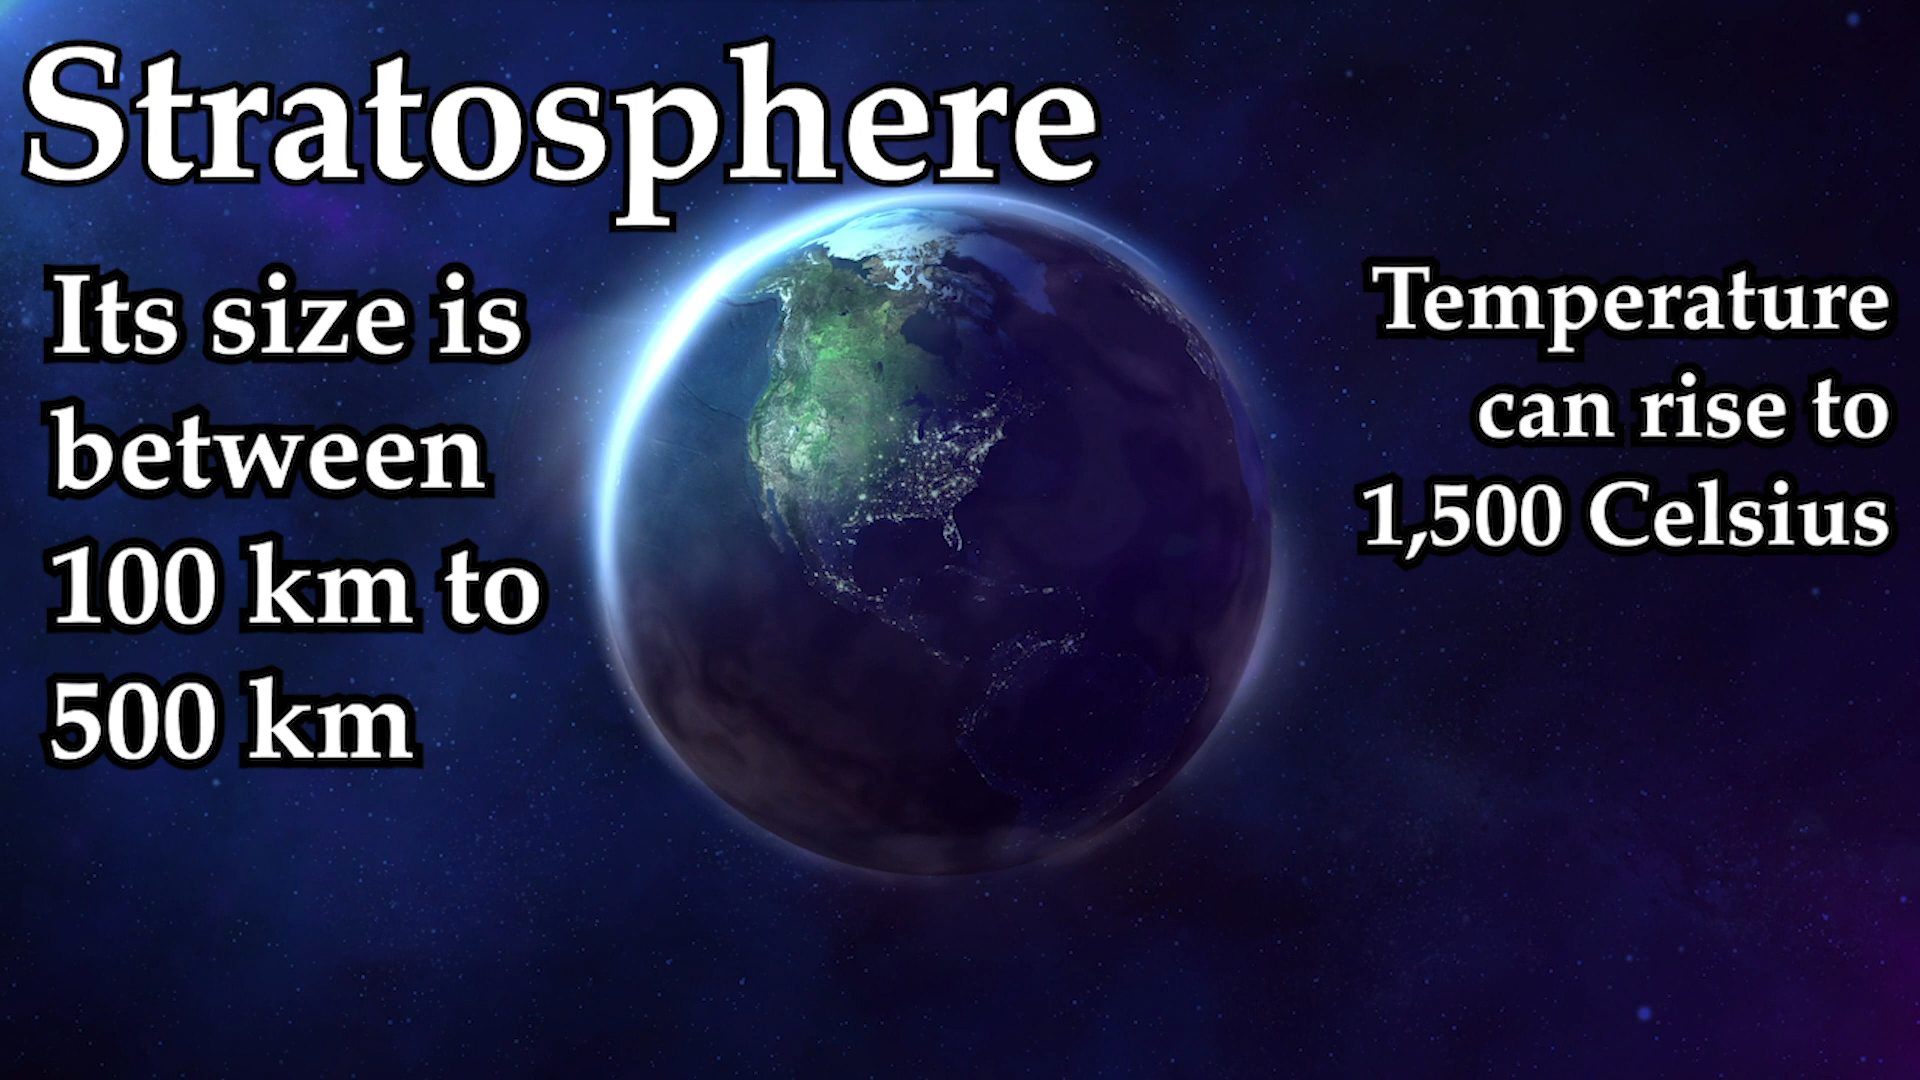 Stratosphere
Its size is
between
100 km to
500 km
Temperature
can rise to
1,500 Celsius